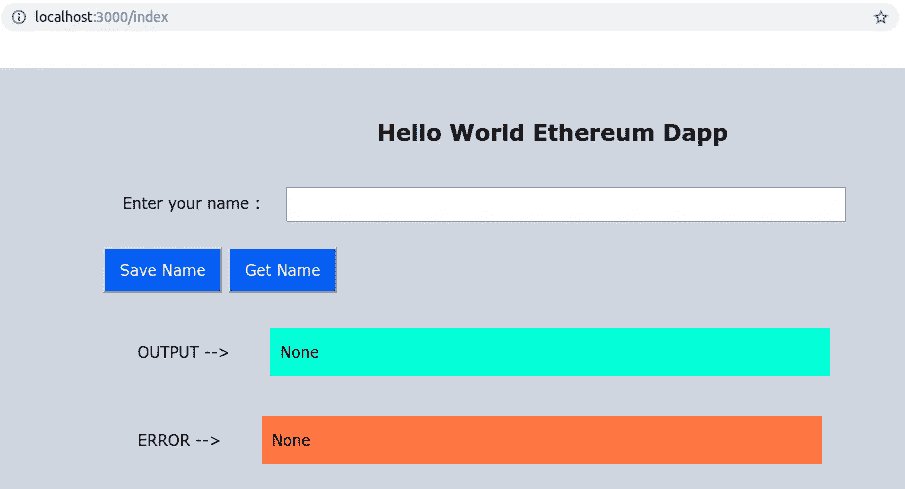 localhost:3000/index
Hello World Ethereum Dapp
Enter your name :
Save Name Get Name
OUTPUT --> None
ERROR --> None